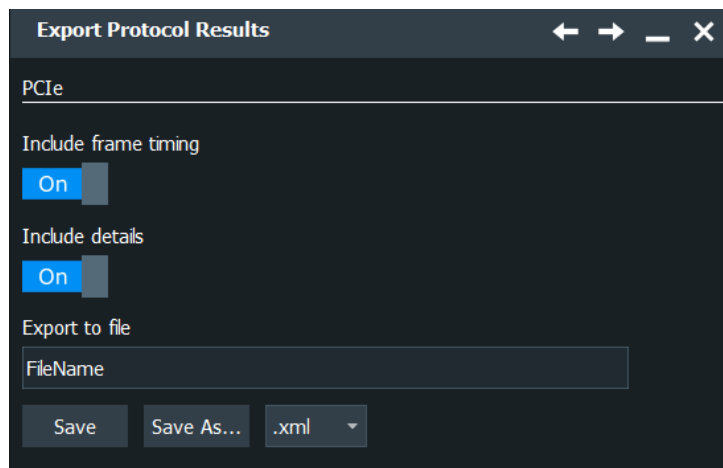 Export Protocol Results
PCIe
Include frame timing
On
Include details
On
Export to file
FileName
Save Save As... .xml